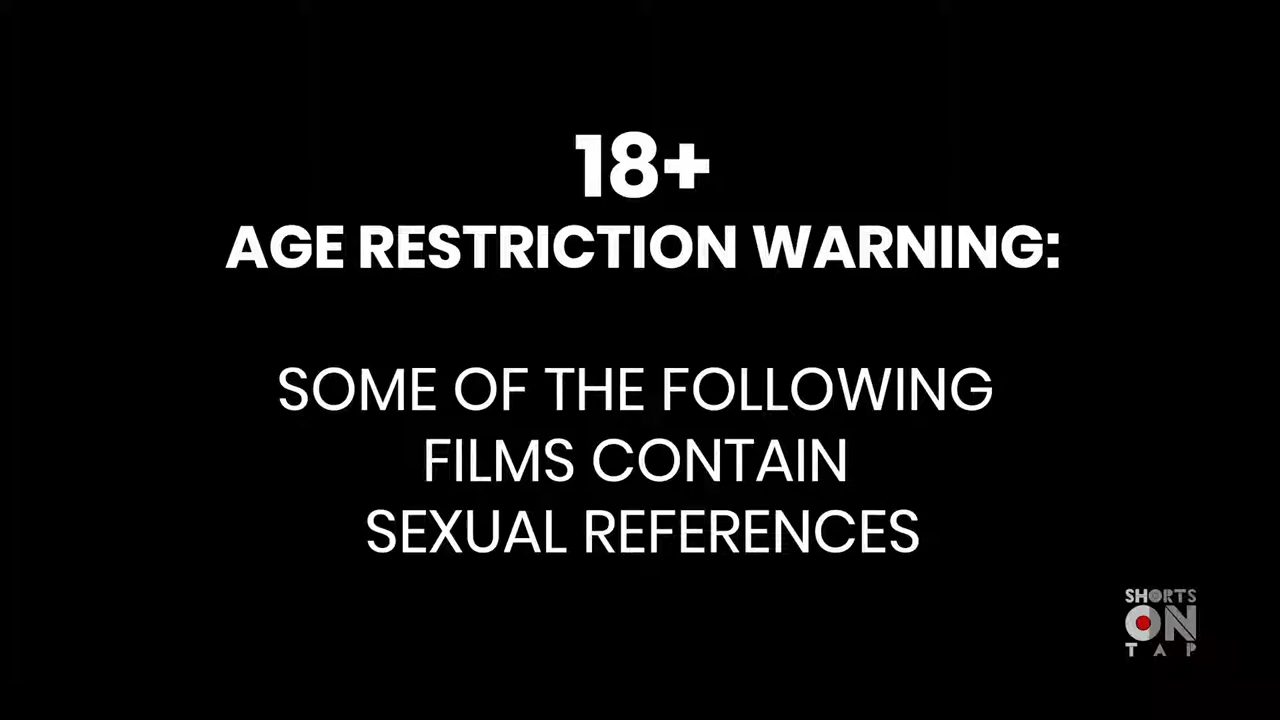 18+
AGE RESTRICTION WARNING:
SOME OF THE FOLLOWING
FILMS CONTAIN
SEXUAL REFERENCES
SHORTS
ON
TAP